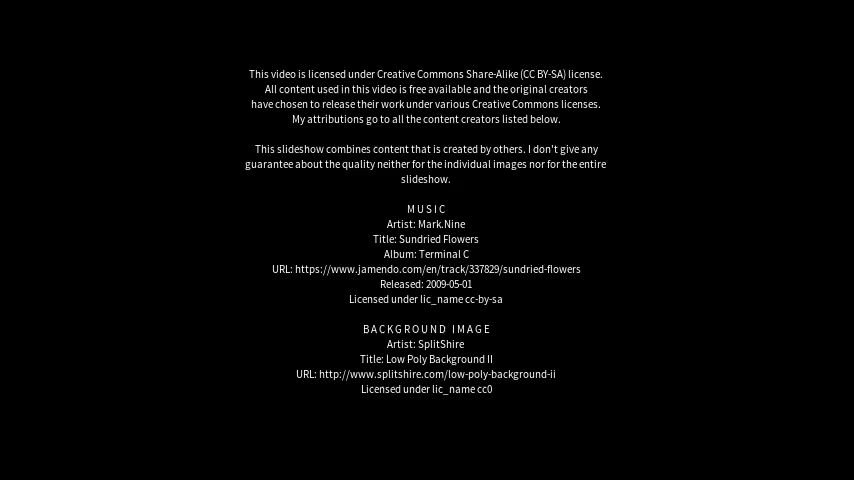 This video is licensed under Creative Commons Share-Alike (CC BY-SA) license.
All content used in this video is free available and the original creators
have chosen to release their work under various Creative Commons licenses.
My attributions go to all the content creators listed below.
This slideshow combines content that is created by others. I don't give any
guarantee about the quality neither for the individual images nor for the entire
slideshow.
MUSIC
Artist: Mark.Nine
Title: Sundried Flowers
Album: Terminal C
URL: https://www.jamendo.com/en/track/337829/sundried-flowers
Released: 2009-05-01
Licensed under lic_name cc-by-sa
BACKGROUND IMAGE
Artist: SplitShire
Title: Low Poly Background II
URL: http://www.splitshire.com/low-poly-background-ii
Licensed under lic_name cc0